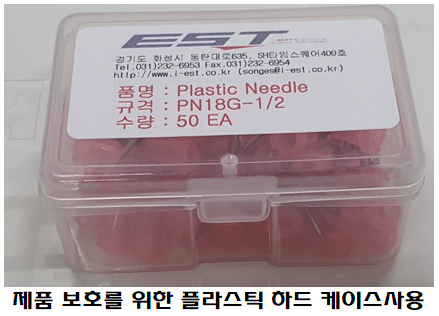 EST
경기도 화성시 동탄대로635, SH타임스퀘어409호
Tel.031)232-6953 Fax.031)232-6954
http://www.i-est.co.kr (songes@i-est.co.kr)
품명 : Plastic Needle
규격 : PN18G-1/2
수량 : 50 EA
제품 보호를 위한 플라스틱 하드 케이스사용